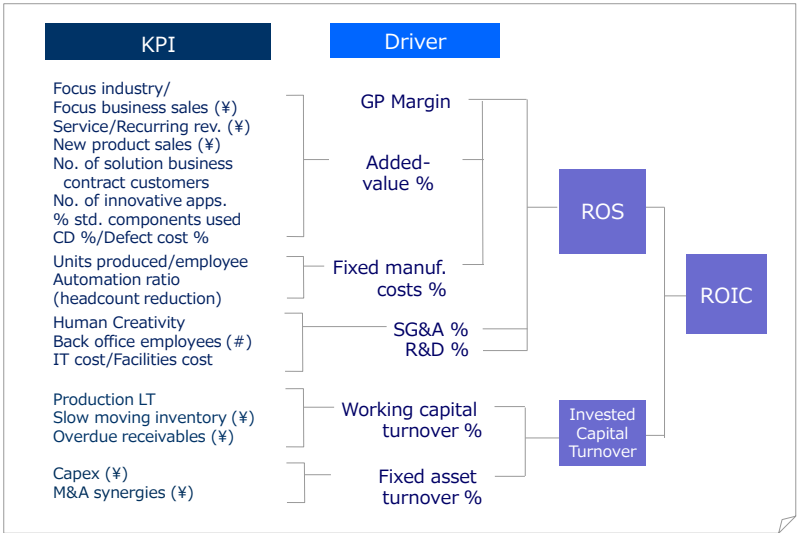 KPI
Driver
Focus industry/
Focus business sales (¥)
Service/Recurring rev. (¥)
New product sales (¥)
No. of solution business
contract customers
No. of innovative apps.
% std. components used
CD %/Defect cost %
Units produced/employee
Automation ratio
(headcount reduction)
Human Creativity
Back office employees (#)
IT cost/Facilities cost
Production LT
Slow moving inventory (¥)
Overdue receivables (¥)
Capex (¥)
M&A synergies (¥)
GP Margin
Added-
value %
Fixed manuf.
costs %
SG&A %
R&D %
Working capital
turnover %
Fixed asset
turnover %
ROS
Invested
Capital
Turnover
ROIC